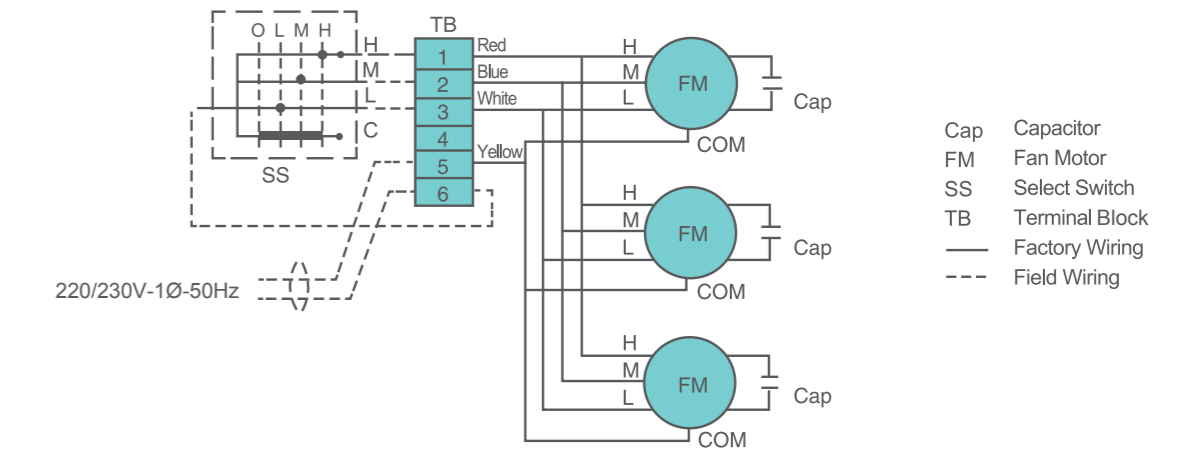 O L M H
TB
H
M
L
C
SS
1
2
3
4
5
6
Red
Blue
White
Yellow
H
M
L
FM
Cap
COM
H
M
L
FM
Cap
COM
H
M
L
FM
Cap
COM
220/230V-1Ø-50Hz
Cap Capacitor
FM Fan Motor
SS Select Switch
TB Terminal Block
Factory Wiring
Field Wiring